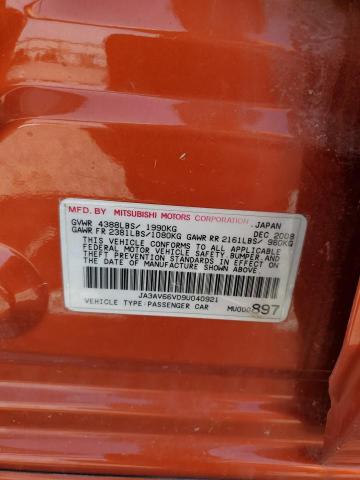 MFD. BY MITSUBISHI MOTORS CORPORATION, JAPAN
GVWR 4388LBS/ 1990KG DEC 2008
GAWR FR 2381LBS/1080KG GAWR RR 2161LBS/ 980KG
THIS VEHICLE CONFORMS TO ALL APPLICABLE
FEDERAL MOTOR VEHICLE SAFETY,BUMPER,AND
THEFT PREVENTION STANDARDS IN EFFECT ON
THE DATE OF MANUFACTURE SHOWN ABOVE.
JA3AV66VD9U040921
VEHICLE TYPE:PASSENGER CAR MU000897